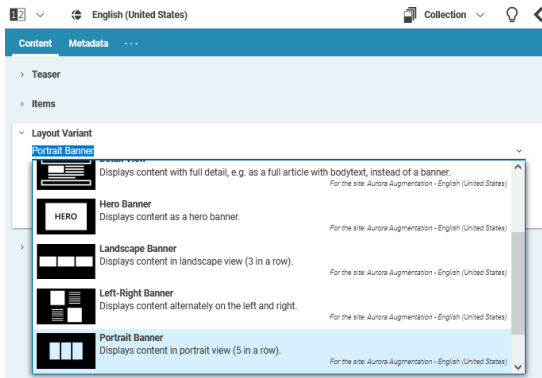 12
English (United States)
Collection
Content Metadata ···
Teaser
Items
Layout Variant
Portrait Banner
Detail View
Displays content with full detail, e.g. as a full article with bodytext, instead of a banner.
For the site: Aurora Augmentation - English (United States)
Hero Banner
HERO
Displays content as a hero banner.
For the site: Aurora Augmentation - English (United States)
Landscape Banner
Displays content in landscape view (3 in a row).
For the site: Aurora Augmentation - English (United States)
Left-Right Banner
Displays content alternately on the left and right.
For the site: Aurora Augmentation - English (United States)
Portrait Banner
Displays content in portrait view (5 in a row).
For the site: Aurora Augmentation - English (United States)